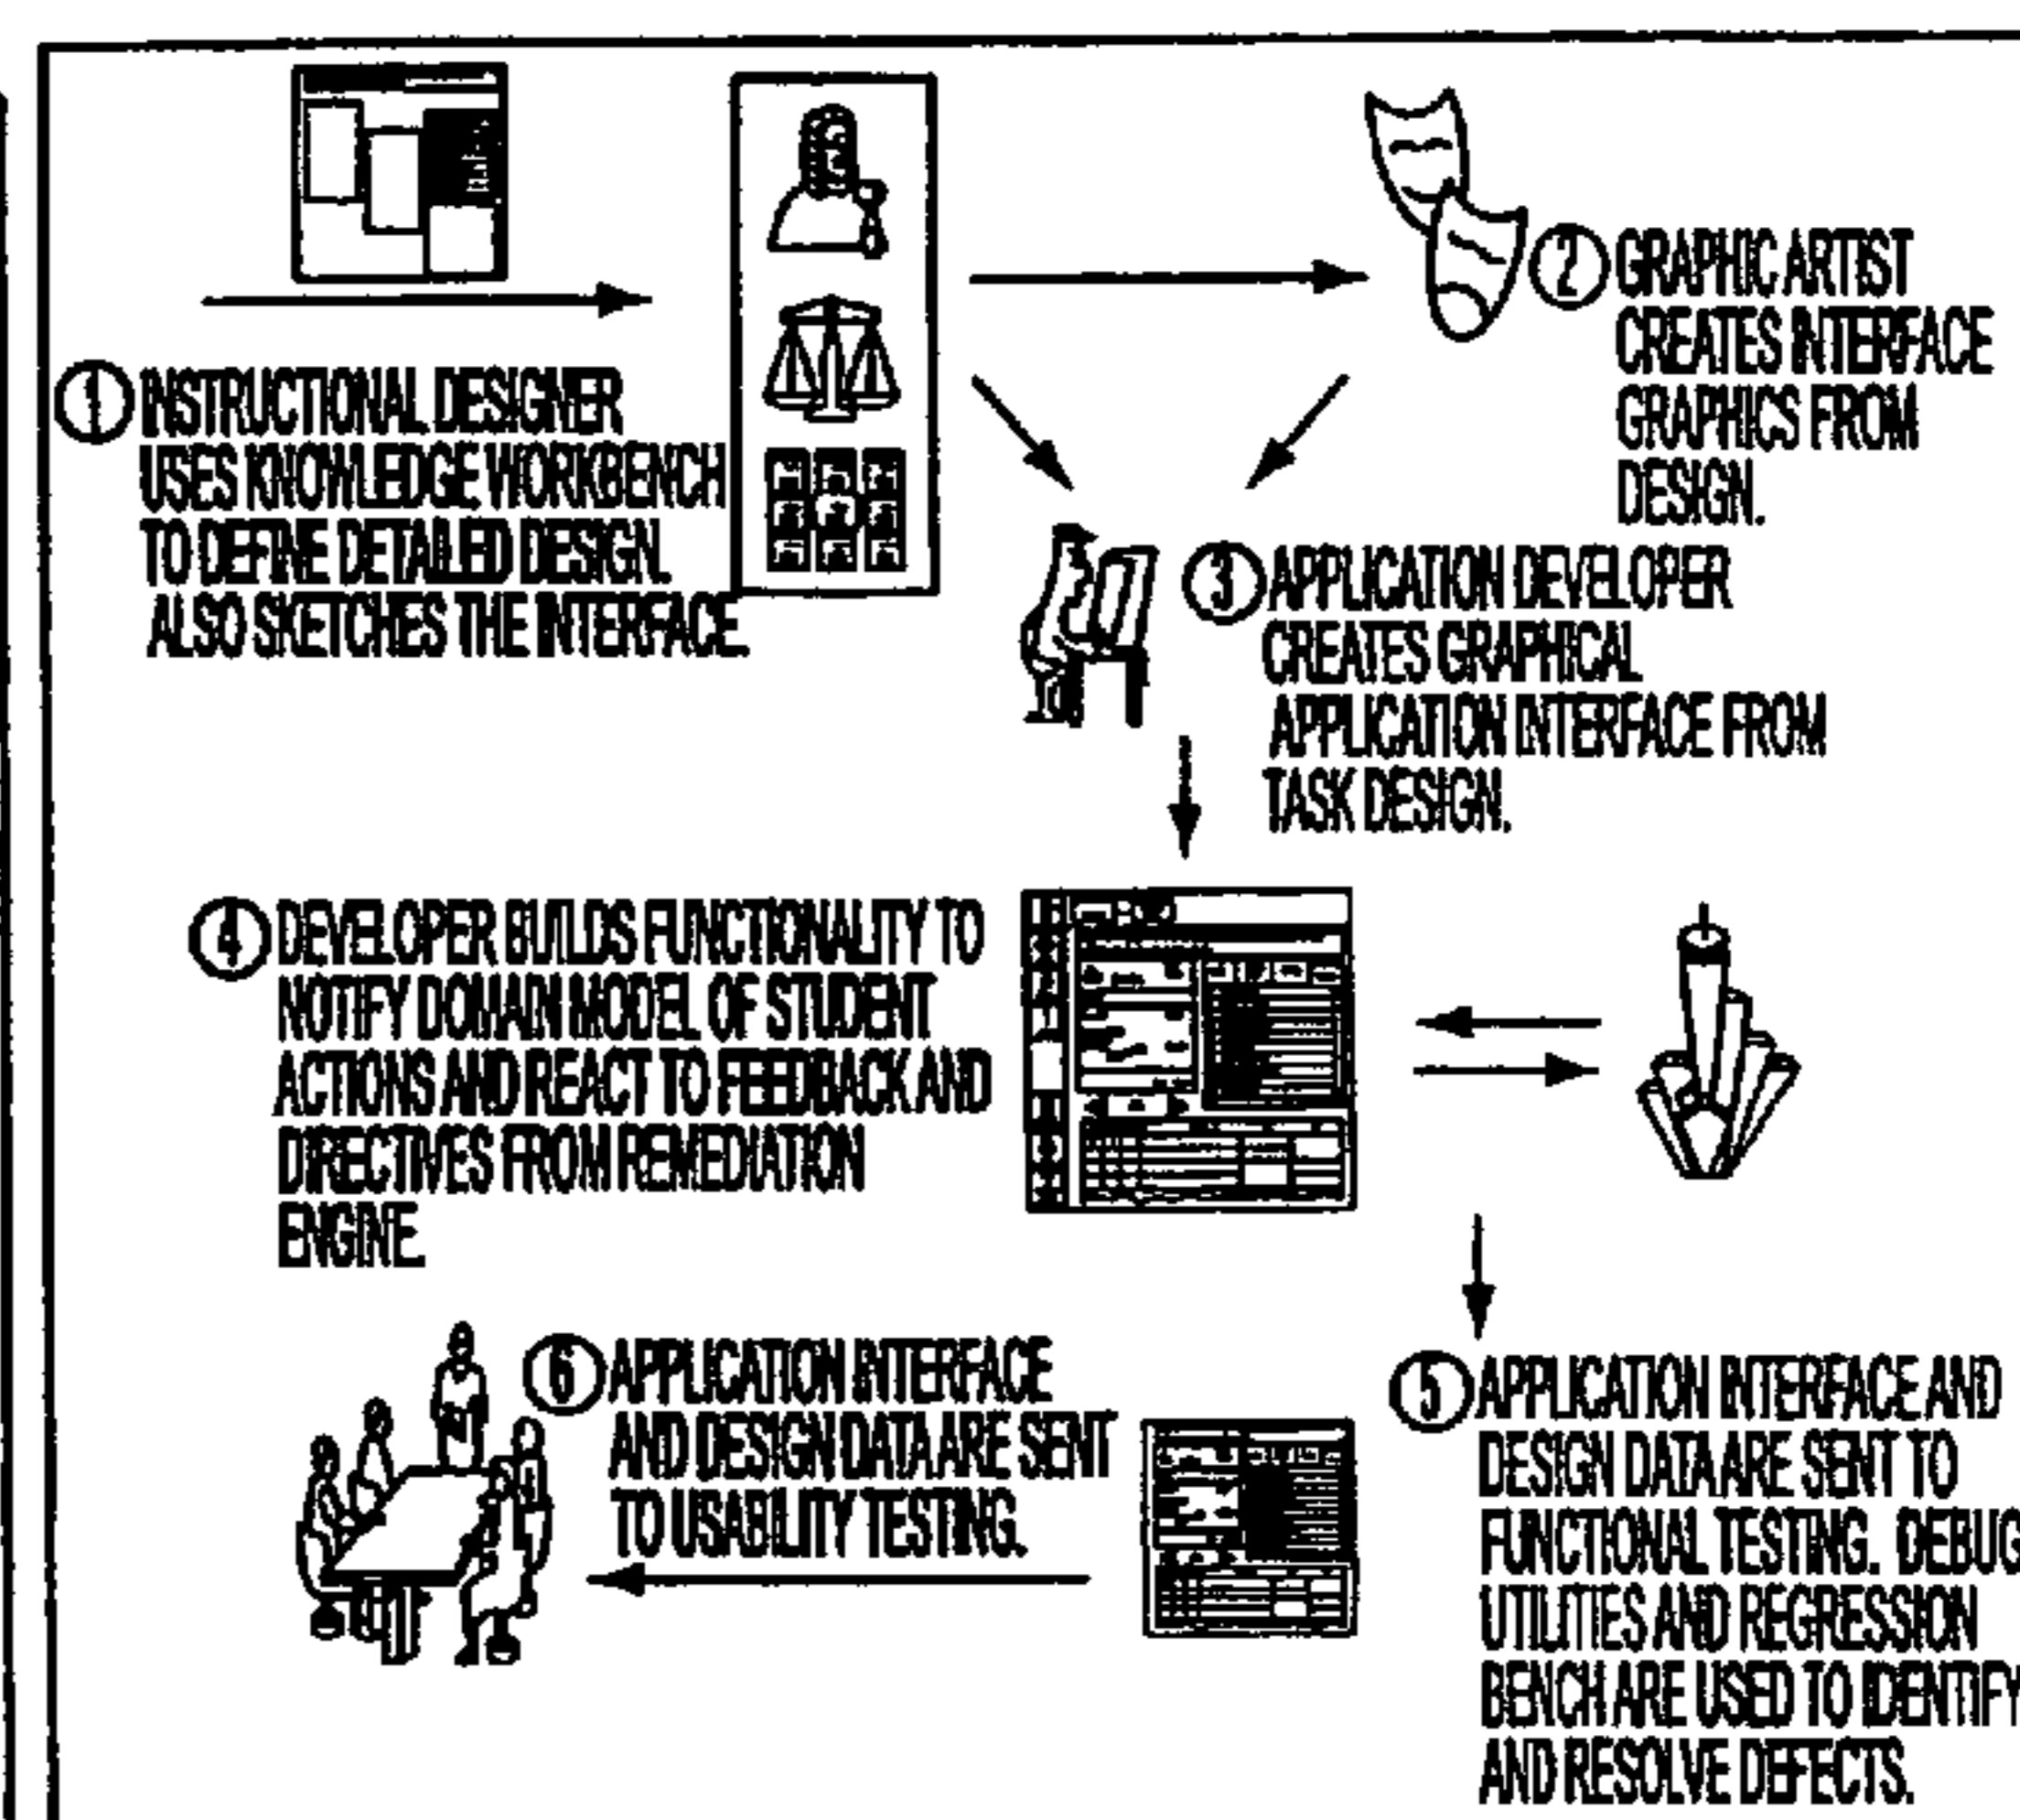 1 INSTRUCTIONAL DESIGNER
USES KNOWLEDGE WORKBENCH
TO DEFINE DETAILED DESIGN.
ALSO SKETCHES THE INTERFACE.
2 GRAPHIC ARTIST
CREATES INTERFACE
GRAPHICS FROM
DESIGN.
3 APPLICATION DEVELOPER
CREATES GRAPHICAL
APPLICATION INTERFACE FROM
TASK DESIGN.
4 DEVELOPER BUILDS FUNCTIONALITY TO
NOTIFY DOMAIN MODEL OF STUDENT
ACTIONS AND REACT TO FEEDBACK AND
DIRECTIVES FROM REMEDIATION
ENGINE.
5 APPLICATION INTERFACE AND
DESIGN DATA ARE SENT TO
FUNCTIONAL TESTING. DEBUG
UTILITIES AND REGRESSION
BENCH ARE USED TO IDENTIFY
AND RESOLVE DEFECTS.
6 APPLICATION INTERFACE
AND DESIGN DATA ARE SENT
TO USABILITY TESTING.